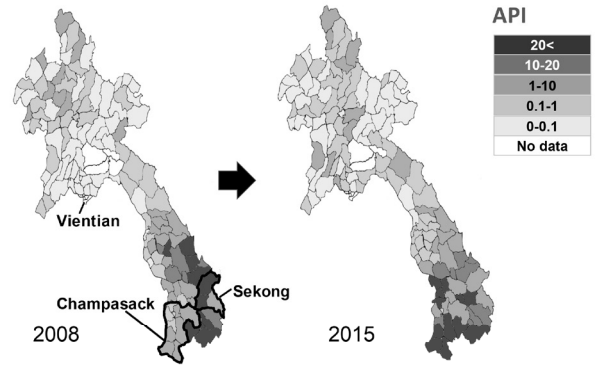 API
20<
10-20
1-10
0.1-1
0-0.1
No data
Vientian
Champasack
Sekong
2008
2015